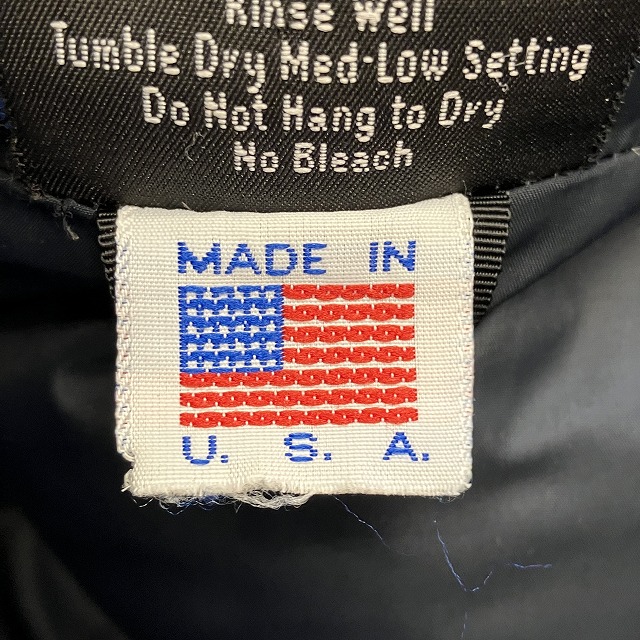 Rinse Well
Tumble Dry Med-Low Setting
Do Not Hang to Dry
No Bleach
MADE IN
U. S. A.